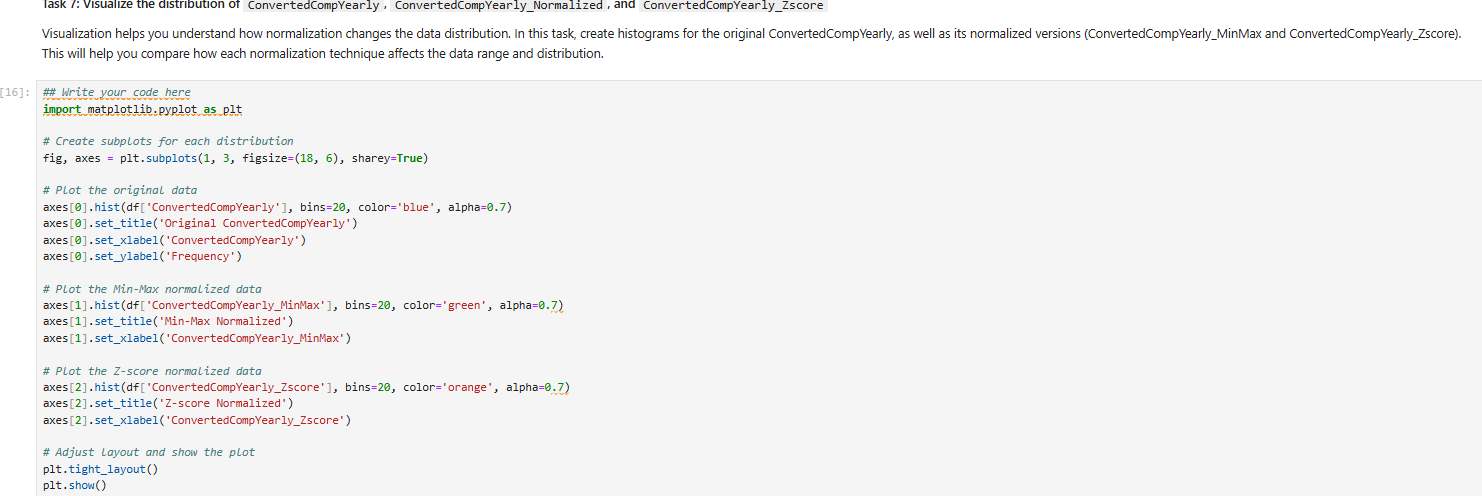 Task 7: Visualize the distribution of ConvertedCompYearly, ConvertedCompYearly_Normalized, and ConvertedCompYearly_Zscore
Visualization helps you understand how normalization changes the data distribution. In this task, create histograms for the original ConvertedCompYearly, as well as its normalized versions (ConvertedCompYearly_MinMax and ConvertedCompYearly_Zscore).
This will help you compare how each normalization technique affects the data range and distribution.
[16]: ## Write your code here
import matplotlib.pyplot as plt
# Create subplots for each distribution
fig, axes = plt.subplots(1, 3, figsize=(18, 6), sharey=True)
# Plot the original data
axes[0].hist(df['ConvertedCompYearly'], bins=20, color='blue', alpha=0.7)
axes[0].set_title('Original ConvertedCompYearly')
axes[0].set_xlabel('ConvertedCompYearly')
axes[0].set_ylabel('Frequency')
# Plot the Min-Max normalized data
axes[1].hist(df['ConvertedCompYearly_MinMax'], bins=20, color='green', alpha=0.7)
axes[1].set_title('Min-Max Normalized')
axes[1].set_xlabel('ConvertedCompYearly_MinMax')
# Plot the Z-score normalized data
axes[2].hist(df['ConvertedCompYearly_Zscore'], bins=20, color='orange', alpha=0.7)
axes[2].set_title('Z-score Normalized')
axes[2].set_xlabel('ConvertedCompYearly_Zscore')
# Adjust layout and show the plot
plt.tight_layout()
plt.show()